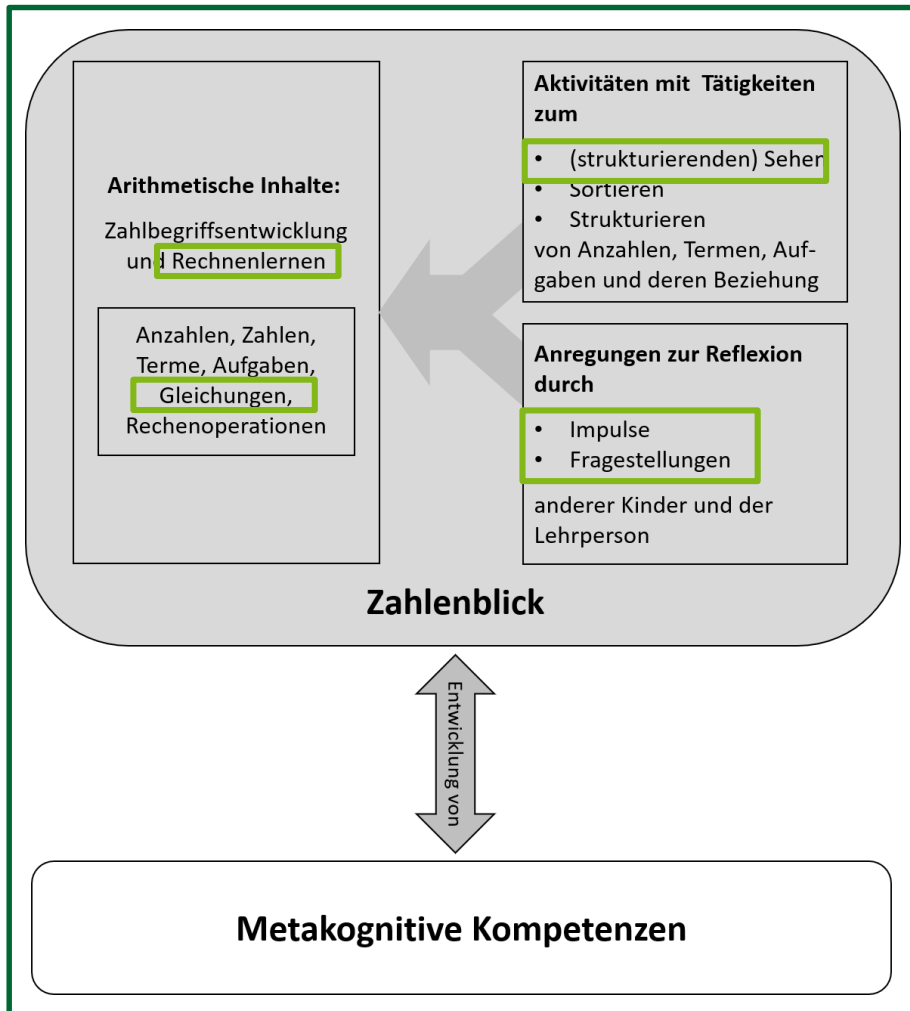 Arithmetische Inhalte:
Zahlbegriffsentwicklung
und Rechnenlernen
Anzahlen, Zahlen,
Terme, Aufgaben,
Gleichungen,
Rechenoperationen
Aktivitäten mit Tätigkeiten
zum
• (strukturierenden) Sehen
• Sortieren
• Strukturieren
von Anzahlen, Termen, Auf-
gaben und deren Beziehung
Anregungen zur Reflexion
durch
• Impulse
• Fragestellungen
anderer Kinder und der
Lehrperson
Zahlenblick
Entwicklung von
Metakognitive Kompetenzen